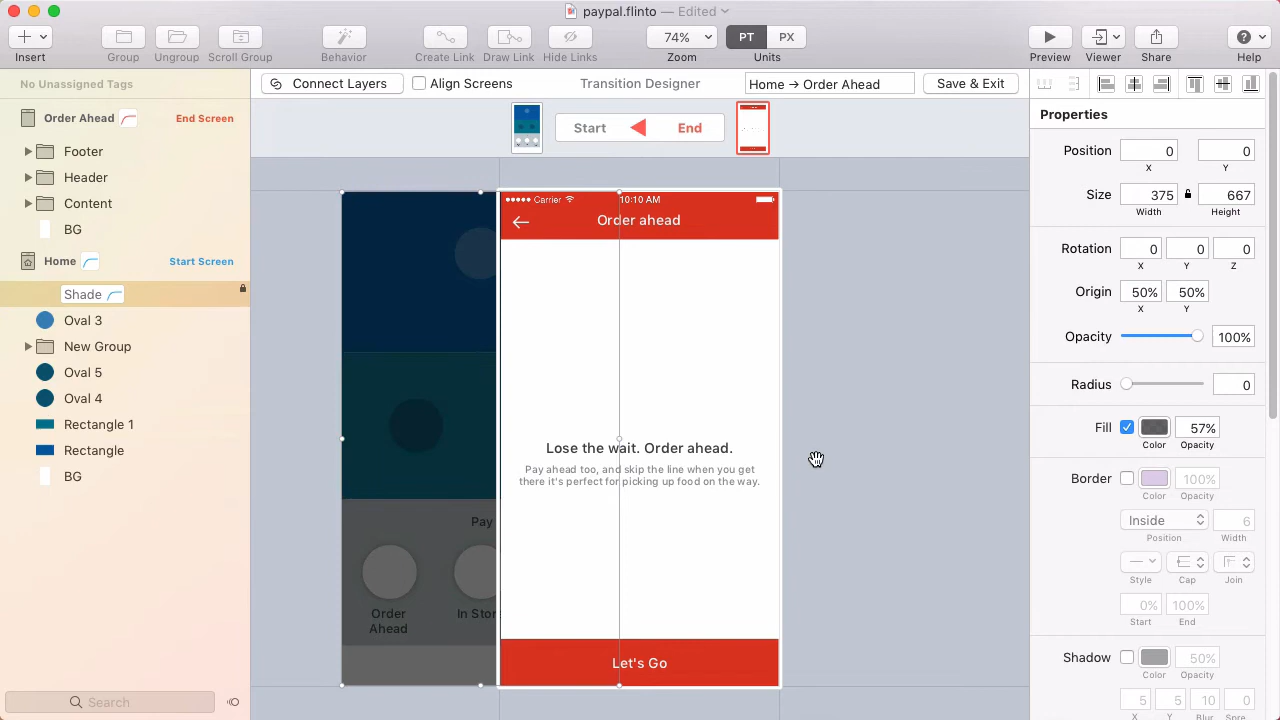 paypal.flinto — Edited
Insert
Group
Ungroup
Scroll Group
Behavior
Create Link
Draw Link
Hide Links
74%
Zoom
PT
PX
Units
Preview
Viewer
Share
Help
No Unassigned Tags
Connect Layers
Align Screens
Transition Designer
Home → Order Ahead
Save & Exit
Start
End
Order Ahead
End Screen
Footer
Header
Content
BG
Home
Start Screen
Shade
Oval 3
New Group
Oval 5
Oval 4
Rectangle 1
Rectangle
BG
Search
Carrier
10:10 AM
Order ahead
Lose the wait. Order ahead.
Pay ahead too, and skip the line when you get
there it's perfect for picking up food on the way.
Let's Go
Pay
Order
Ahead
In Stor
Properties
Position
0
0
X
Y
Size
375
667
Width
Height
Rotation
0
0
0
X
Y
Z
Origin
50%
50%
X
Y
Opacity
100%
Radius
0
Fill
57%
Color
Opacity
Border
100%
Color
Opacity
Inside
6
Position
Width
Style
Cap
Join
0%
100%
Start
End
Shadow
50%
Color
Opacity
5
5
10
0
X
Y
Blur
Spre